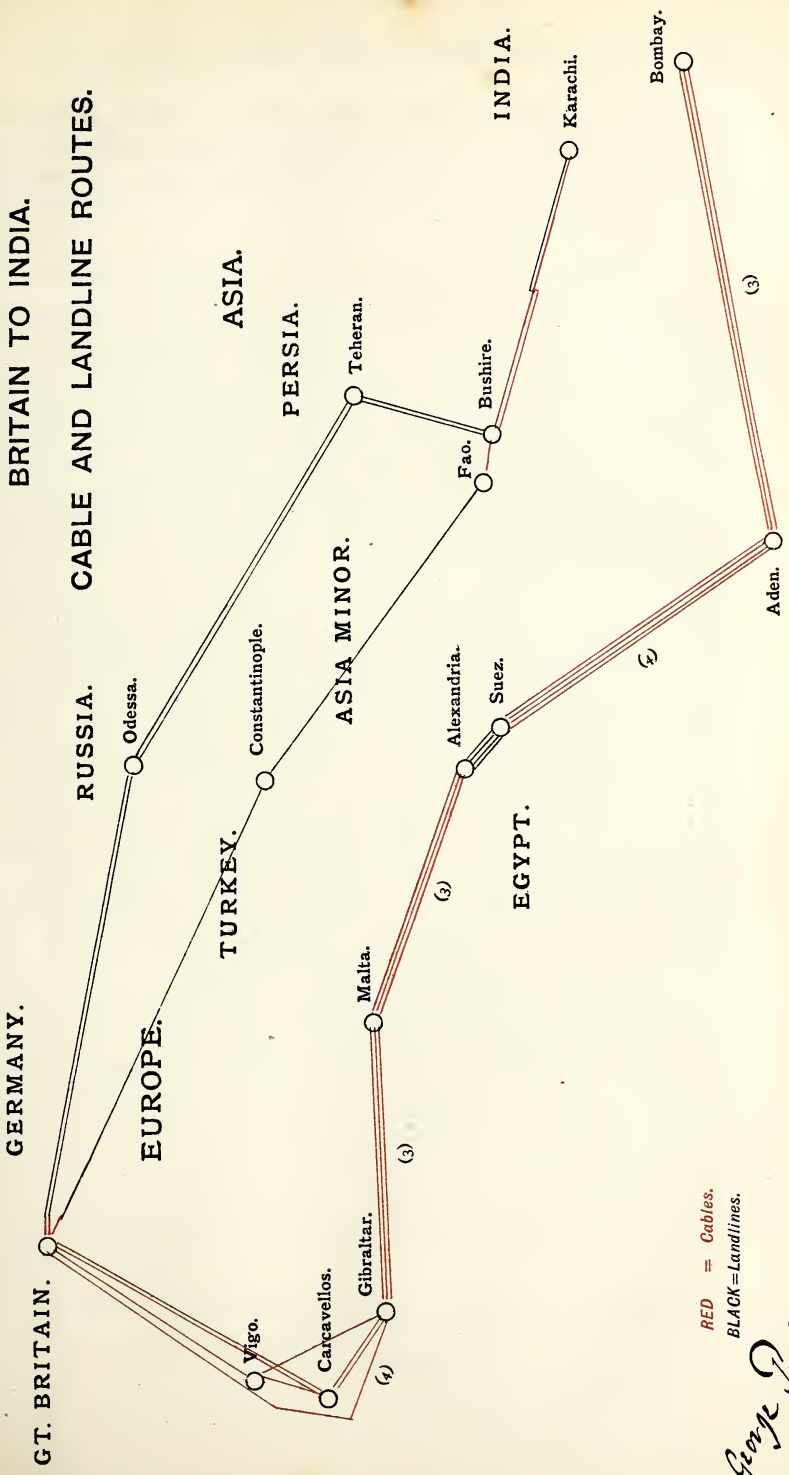 BRITAIN TO INDIA.
CABLE AND LANDLINE ROUTES.
GERMANY.
RUSSIA.
GT. BRITAIN.
Odessa.
ASIA.
PERSIA.
Teheran.
INDIA.
Karachi.
Bombay.
EUROPE.
TURKEY.
Constantinople.
ASIA MINOR.
Fao.
Bushire.
Vigo.
Carcavellos.
Gibraltar.
(4)
(3)
Malta.
(3)
Alexandria.
Suez.
EGYPT.
(4)
Aden.
(3)
RED = Cables.
BLACK=Landlines.
George